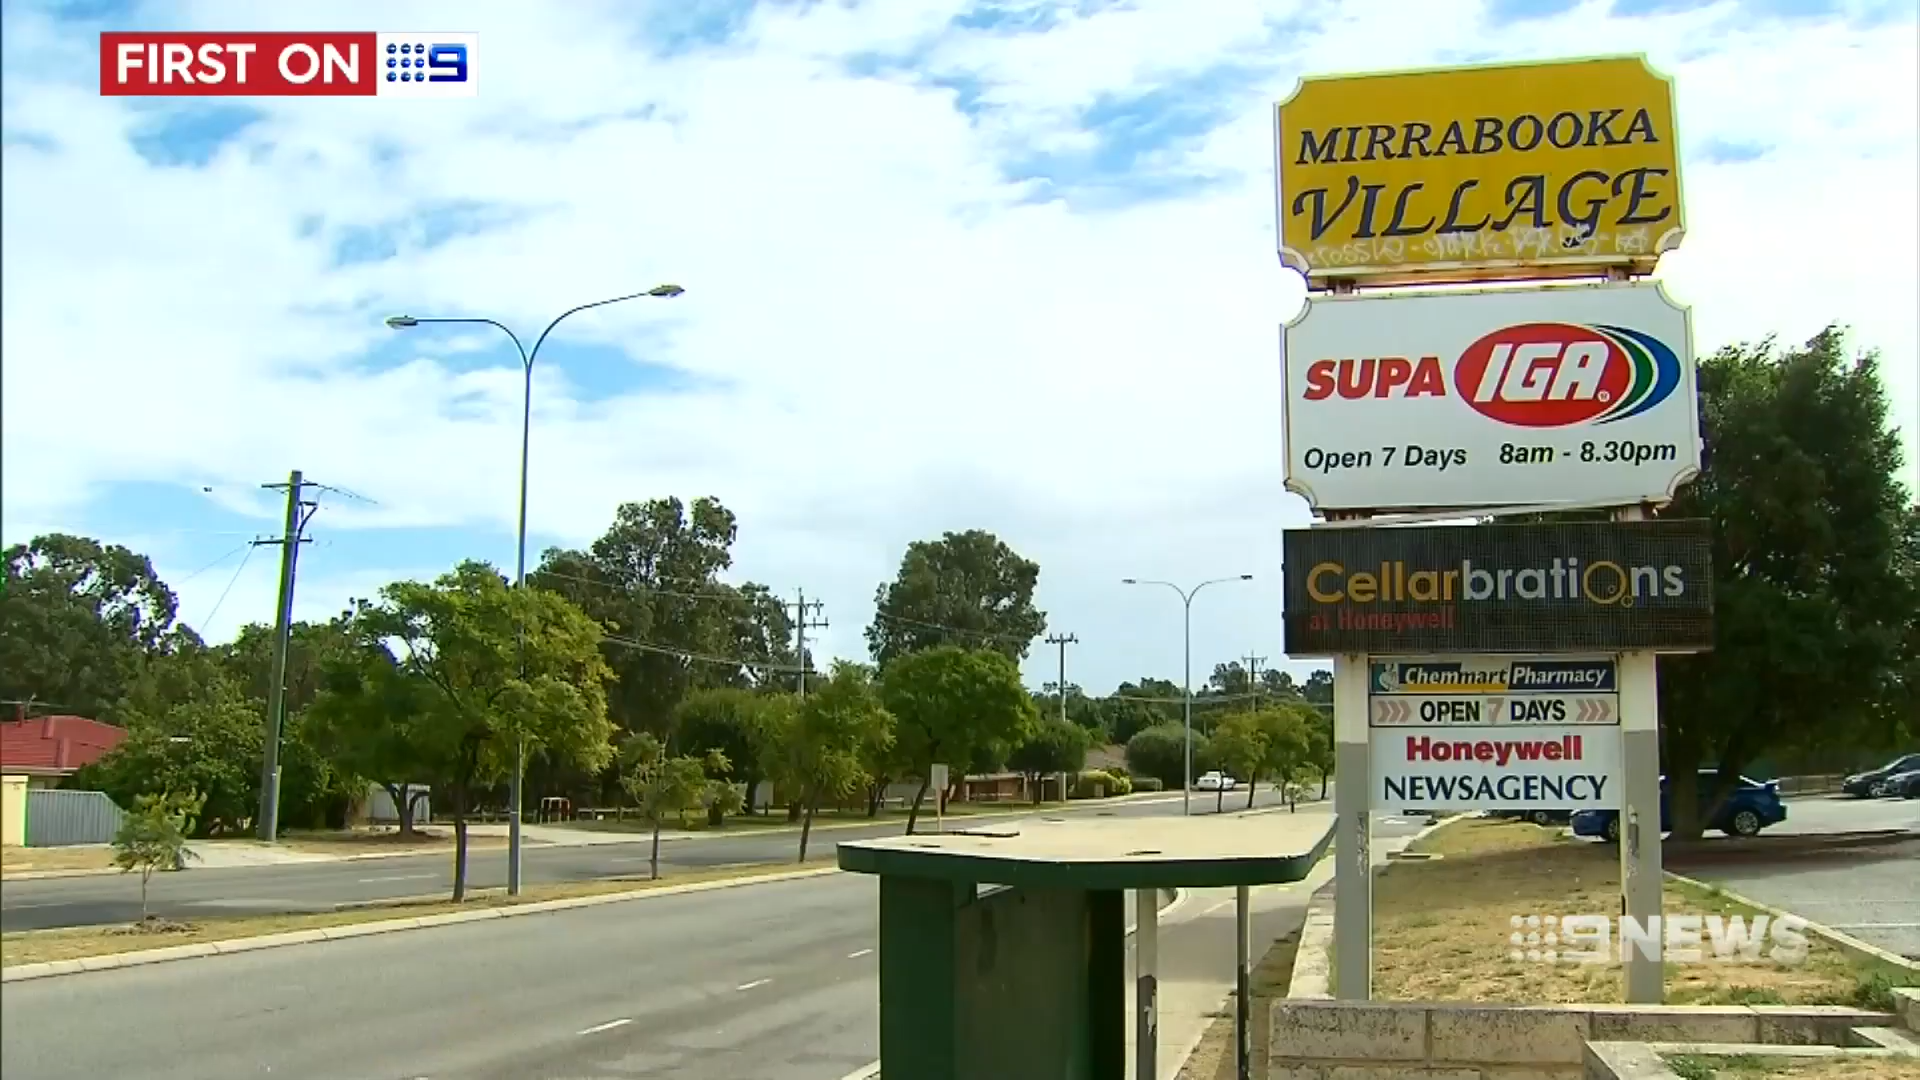 FIRST ON 9
MIRRABOOKA
VILLAGE
SUPA IGA
Open 7 Days 8am - 8.30pm
Cellarbrations
at Honeywell
Chemmart Pharmacy
OPEN 7 DAYS
Honeywell
NEWSAGENCY
9NEWS